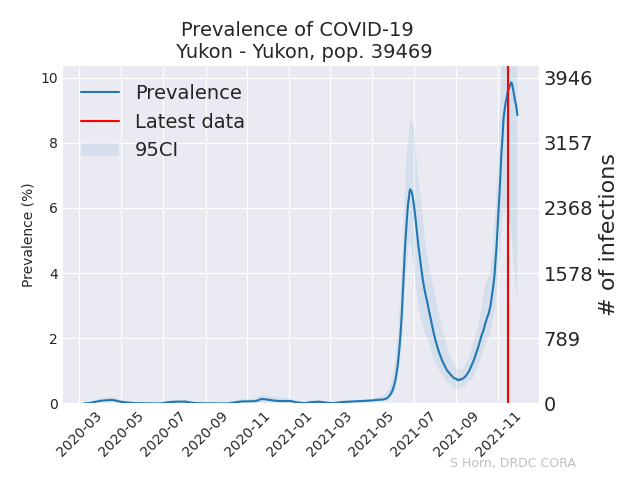 Prevalence of COVID-19
Yukon - Yukon, pop. 39469
Prevalence
Latest data
95CI
Prevalence (%)
10
8
6
4
2
0
3946
3157
2368
1578
789
0
# of infections
2020-03
2020-05
2020-07
2020-09
2020-11
2021-01
2021-03
2021-05
2021-07
2021-09
2021-11
S Horn, DRDC CORA